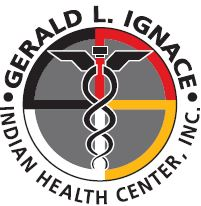 • GERALD L. IGNACE •
INDIAN HEALTH CENTER, INC.